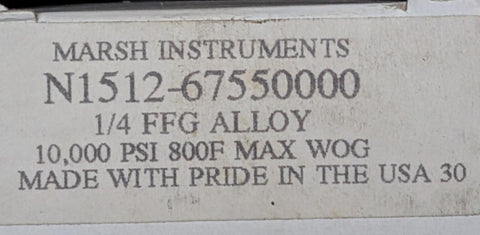 MARSH INSTRUMENTS
N1512-67550000
1/4 FFG ALLOY
10,000 PSI 800F MAX WOG
MADE WITH PRIDE IN THE USA 30